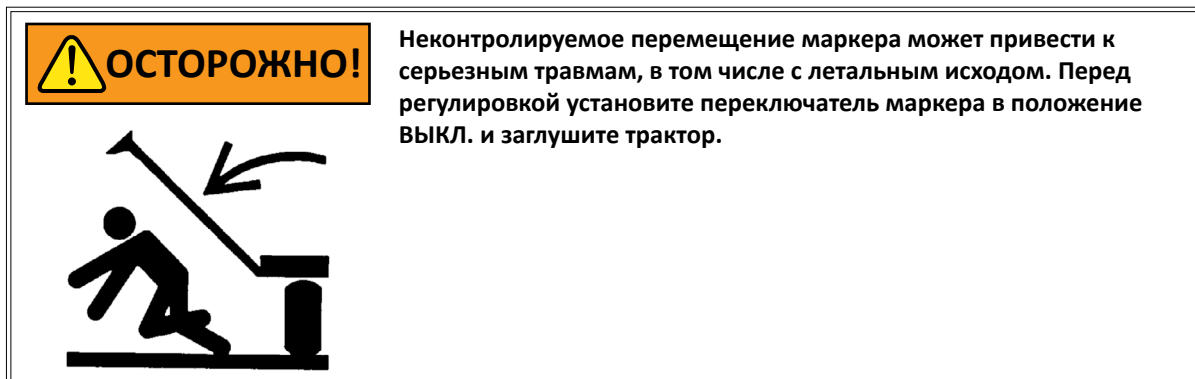 ОСТОРОЖНО!
Неконтролируемое перемещение маркера может привести к
серьезным травмам, в том числе с летальным исходом. Перед
регулировкой установите переключатель маркера в положение
ВЫКЛ. и заглушите трактор.